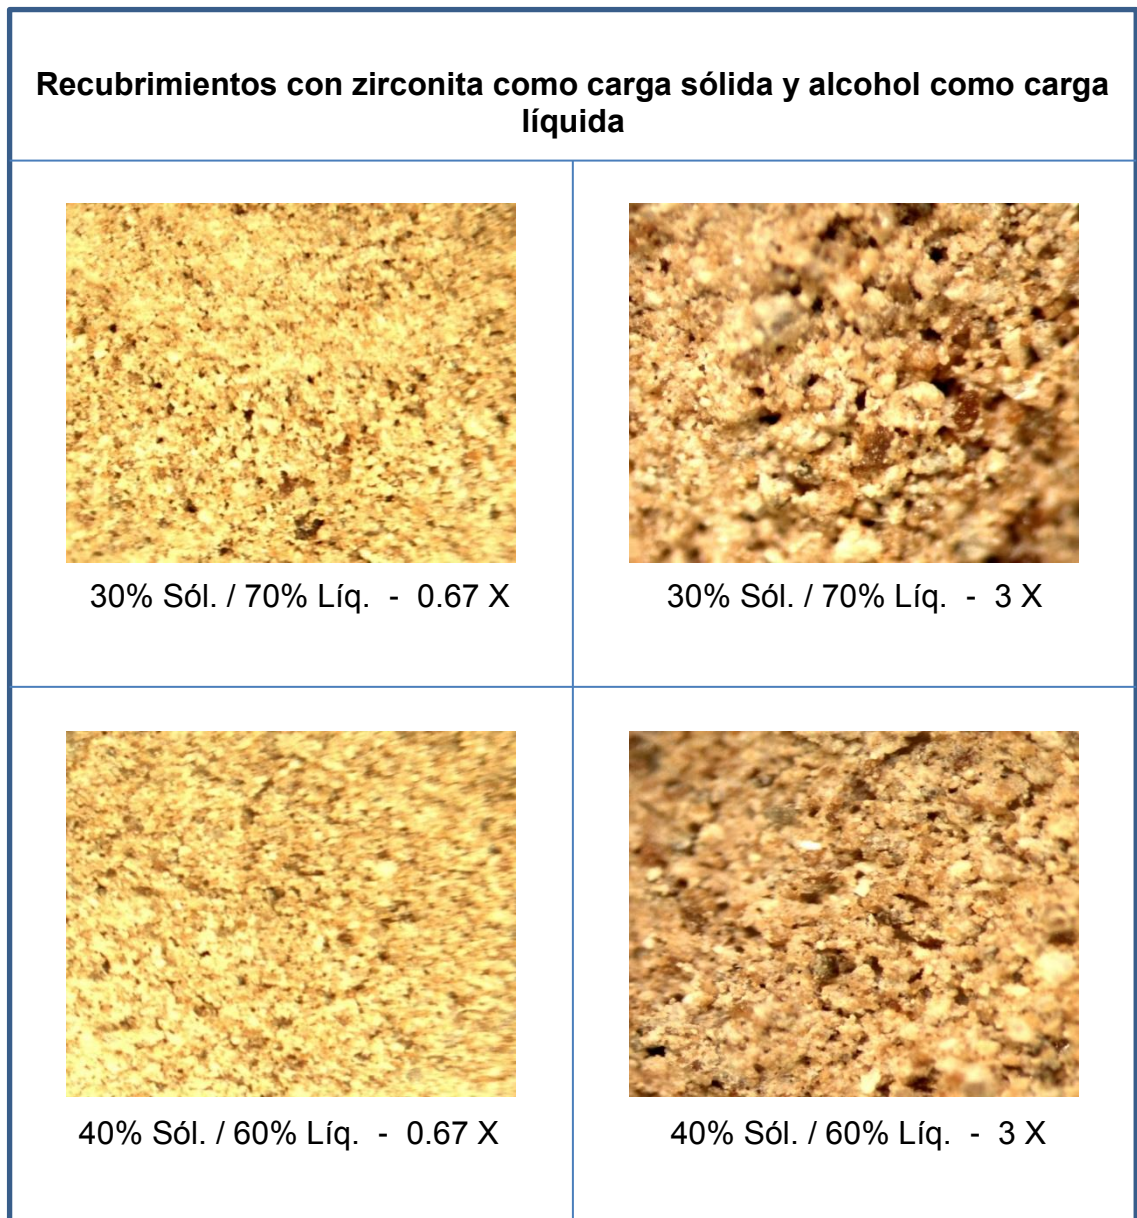 Recubrimientos con zirconita como carga sólida y alcohol como carga
líquida
30% Sól. / 70% Líq.  -  0.67 X
30% Sól. / 70% Líq.  -  3 X
40% Sól. / 60% Líq.  -  0.67 X
40% Sól. / 60% Líq.  -  3 X